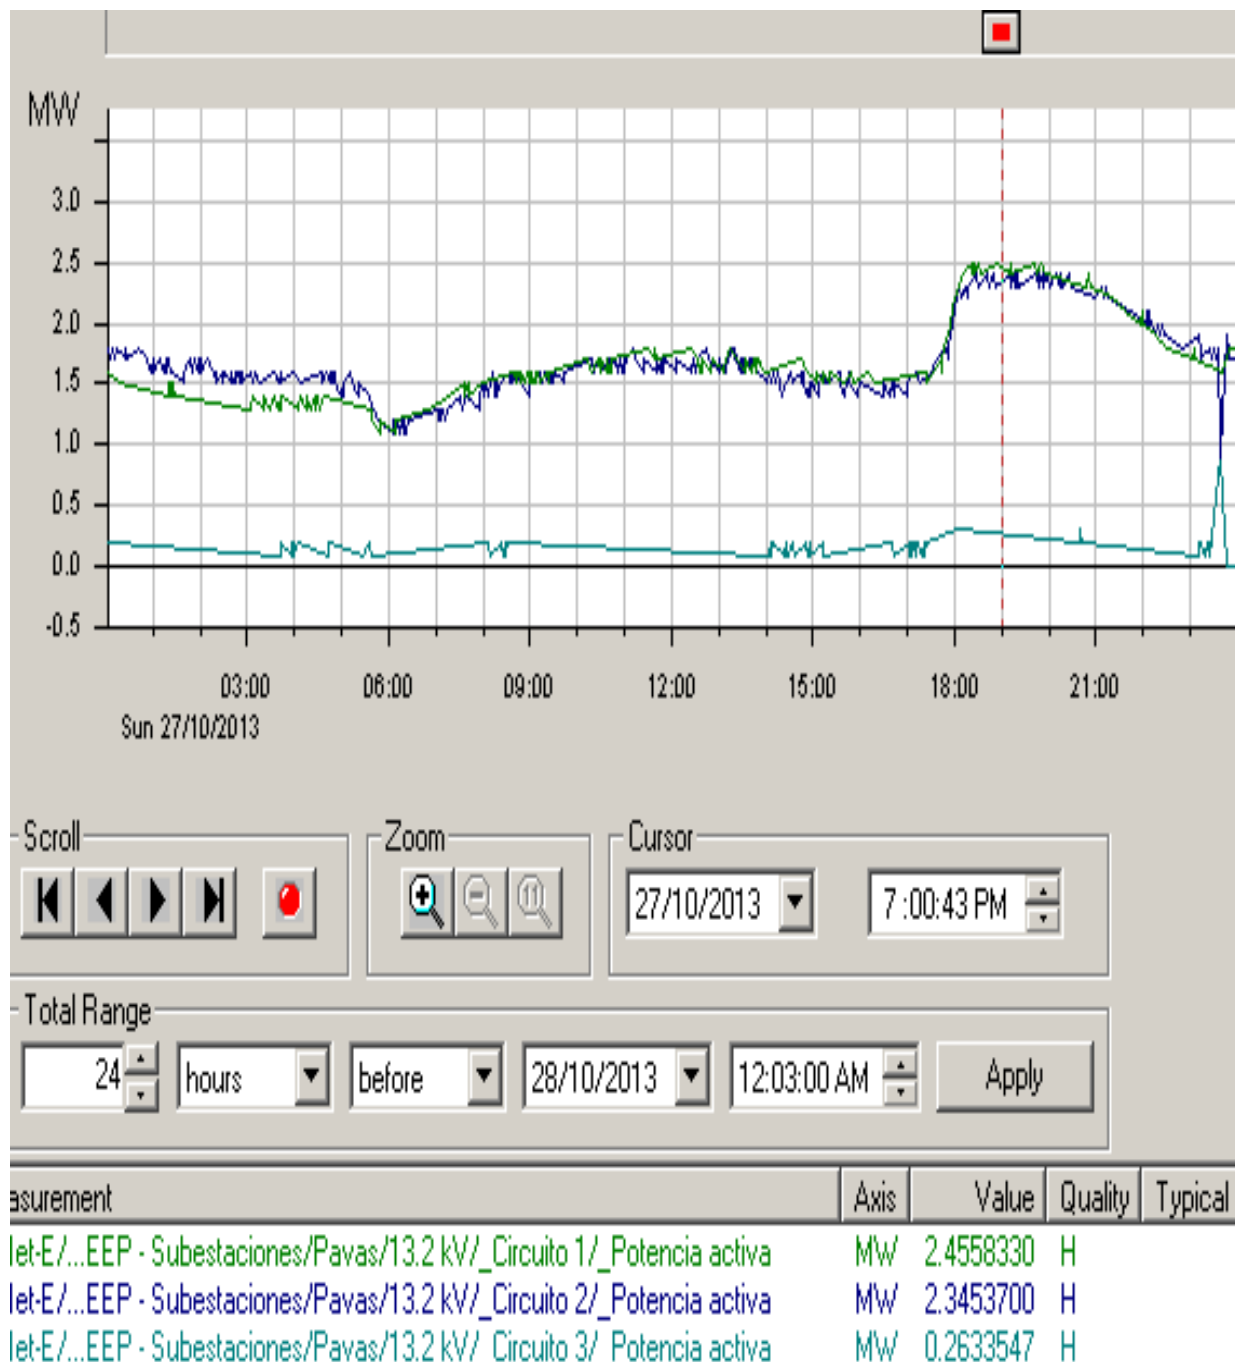 MW
3.0
2.5
2.0
1.5
1.0
0.5
0.0
-0.5
03:00 06:00 09:00 12:00 15:00 18:00 21:00
Sun 27/10/2013
Scroll Zoom Cursor
27/10/2013 7:00:43 PM
Total Range
24 hours before 28/10/2013 12:03:00 AM Apply
asurement Axis Value Quality Typical
let-E/...EEP - Subestaciones/Pavas/13.2 kV/_Circuito 1/_Potencia activa MW 2.4558330 H
let-E/...EEP - Subestaciones/Pavas/13.2 kV/_Circuito 2/_Potencia activa MW 2.3453700 H
let-E/...EEP - Subestaciones/Pavas/13.2 kV/_Circuito 3/_Potencia activa MW 0.2633547 H